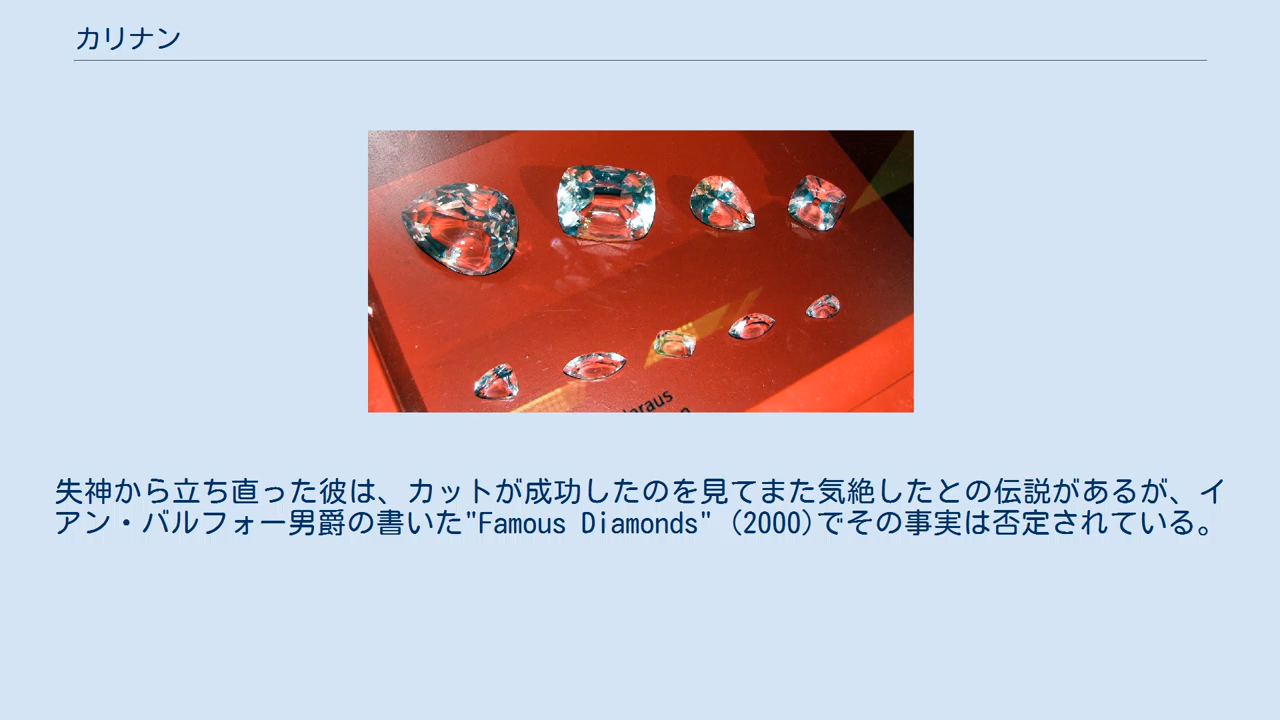 カリナン
失神から立ち直った彼は、カットが成功したのを見てまた気絶したとの伝説があるが、イ
アン・バルフォー男爵の書いた"Famous Diamonds" (2000)でその事実は否定されている。